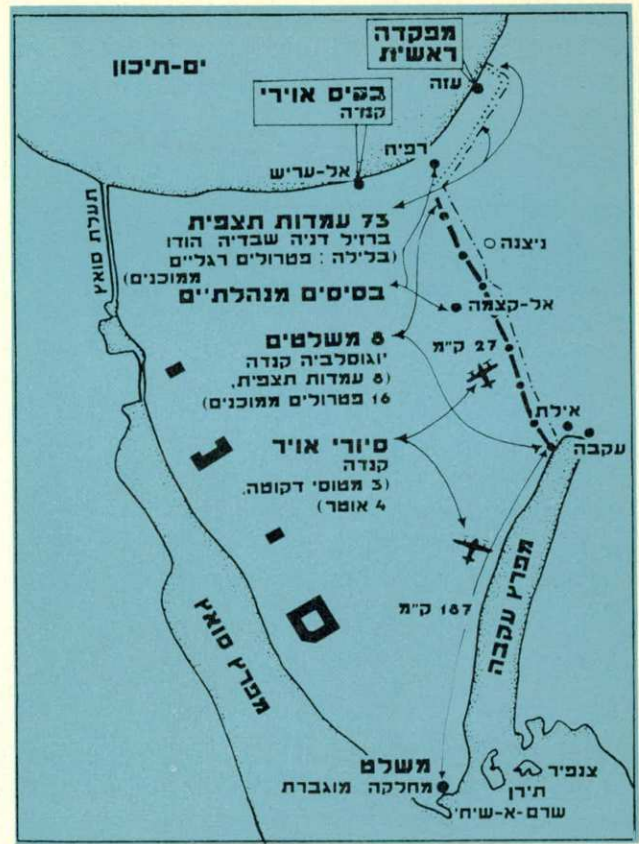 מפקדה
ראשית
עזה
ים-תיכון
בסיס אוירי
קנדה
רפיח
אל-עריש
תעלת סואץ
73 עמדות תצפית
ברזיל דניה שבדיה הודו
(בלילה: פטרולים רגליים
ממוכנים)
ניצנה
בסיסים מנהלתיים
אל-קצמה
8 משלטים
יוגוסלביה קנדה
(8 עמדות תצפית,
16 פטרולים ממוכנים)
27 ק״מ
אילת
עקבה
סיורי אויר
קנדה
(3 מטוסי דקוטה.
4 אוטר)
מפרץ עקבה
187 ק״מ
מפרץ סואץ
משלט
מחלקה מוגברת
צנפיר
תירן
שרם-א-שיח׳